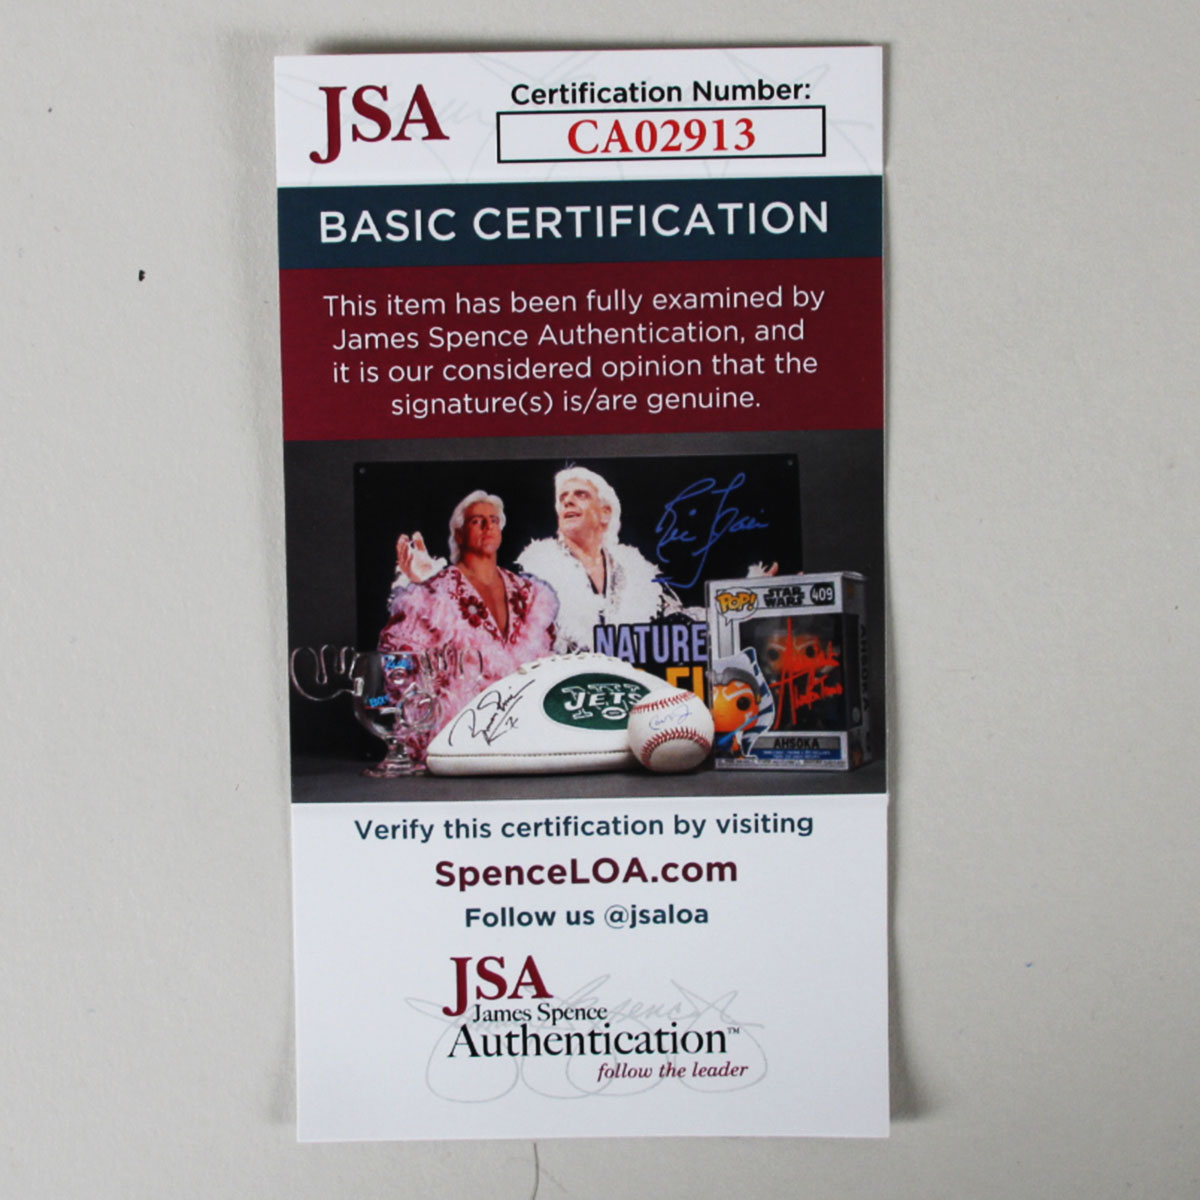 JSA
Certification Number:
CA02913
BASIC CERTIFICATION
This item has been fully examined by
James Spence Authentication, and
it is our considered opinion that the
signature(s) is/are genuine.
NATURE
POP!
STAR
WARS
409
JETS
AHSOKA
AHSOKA
Verify this certification by visiting
SpenceLOA.com
Follow us @jsaloa
JSA
James Spence
Authentication™
follow the leader